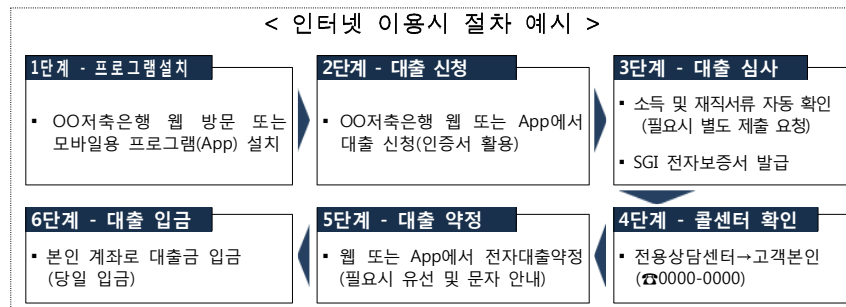 < 인터넷 이용시 절차 예시 >
1단계 - 프로그램설치
▪ OO저축은행 웹 방문 또는
모바일용 프로그램(App) 설치
2단계 - 대출 신청
▪ OO저축은행 웹 또는 App에서
대출 신청(인증서 활용)
3단계 - 대출 심사
▪ 소득 및 재직서류 자동 확인
(필요시 별도 제출 요청)
▪ SGI 전자보증서 발급
4단계 - 콜센터 확인
▪ 전용상담센터→고객본인
(☎0000-0000)
5단계 - 대출 약정
▪ 웹 또는 App에서 전자대출약정
(필요시 유선 및 문자 안내)
6단계 - 대출 입금
▪ 본인 계좌로 대출금 입금
(당일 입금)